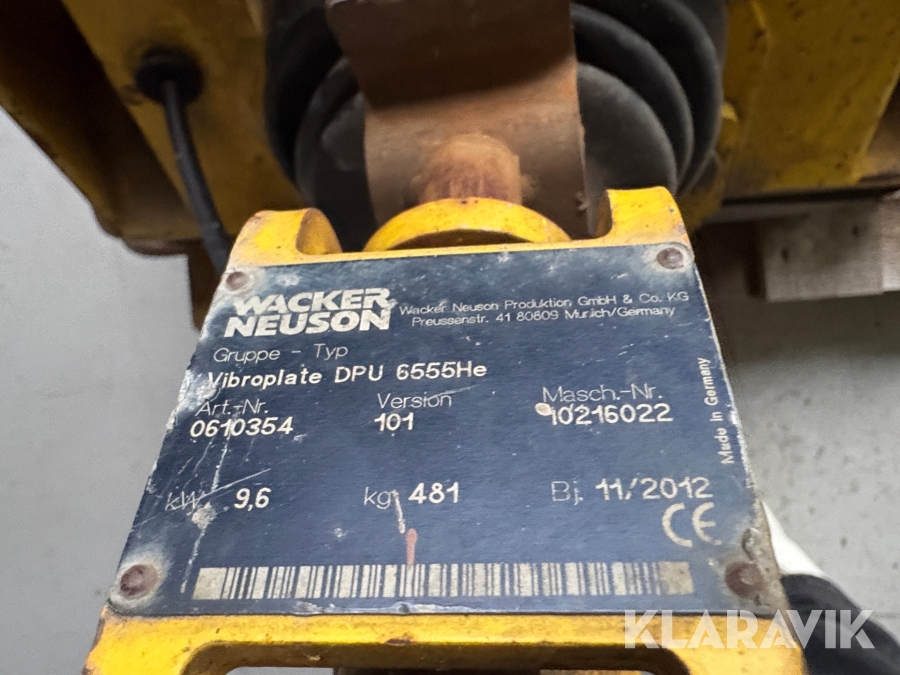 WACKER
NEUSON
Wacker Neuson Produktion GmbH & Co. KG
Preussenstr. 41 80809 Munich/Germany
Gruppe - Typ
Vibroplate DPU 6555He
Art.-Nr. Version Masch.-Nr.
0610354 101 10216022
kW 9,6 kg 481 Bj. 11/2012
CE
Made in Germany
KLARAVIK